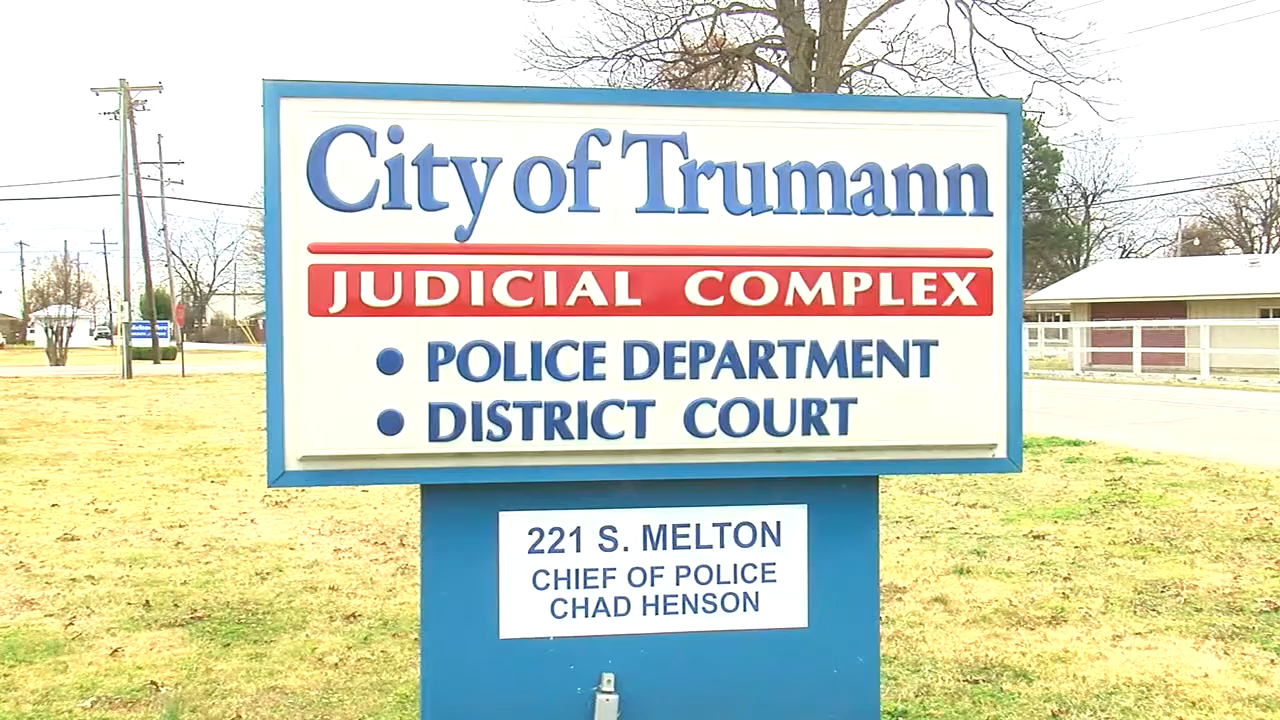 City of Trumann
JUDICIAL COMPLEX
• POLICE DEPARTMENT
• DISTRICT COURT
221 S. MELTON
CHIEF OF POLICE
CHAD HENSON